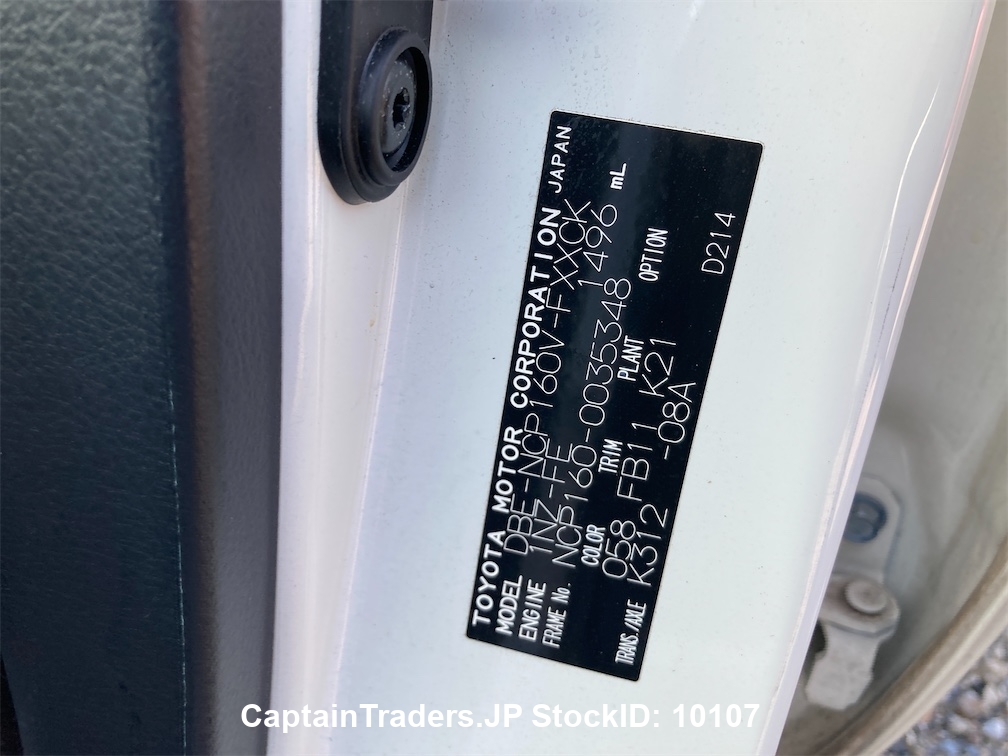 TOYOTA MOTOR CORPORATION JAPAN
MODEL DBE-NCP160V-FXXCK
ENGINE 1NZ-FE 1496 mL
FRAME No. NCP160-0035348
COLOR TRIM PLANT OPTION
058 FB11 K21
TRANS./AXLE K312 -08A D214
CaptainTraders.JP StockID: 10107